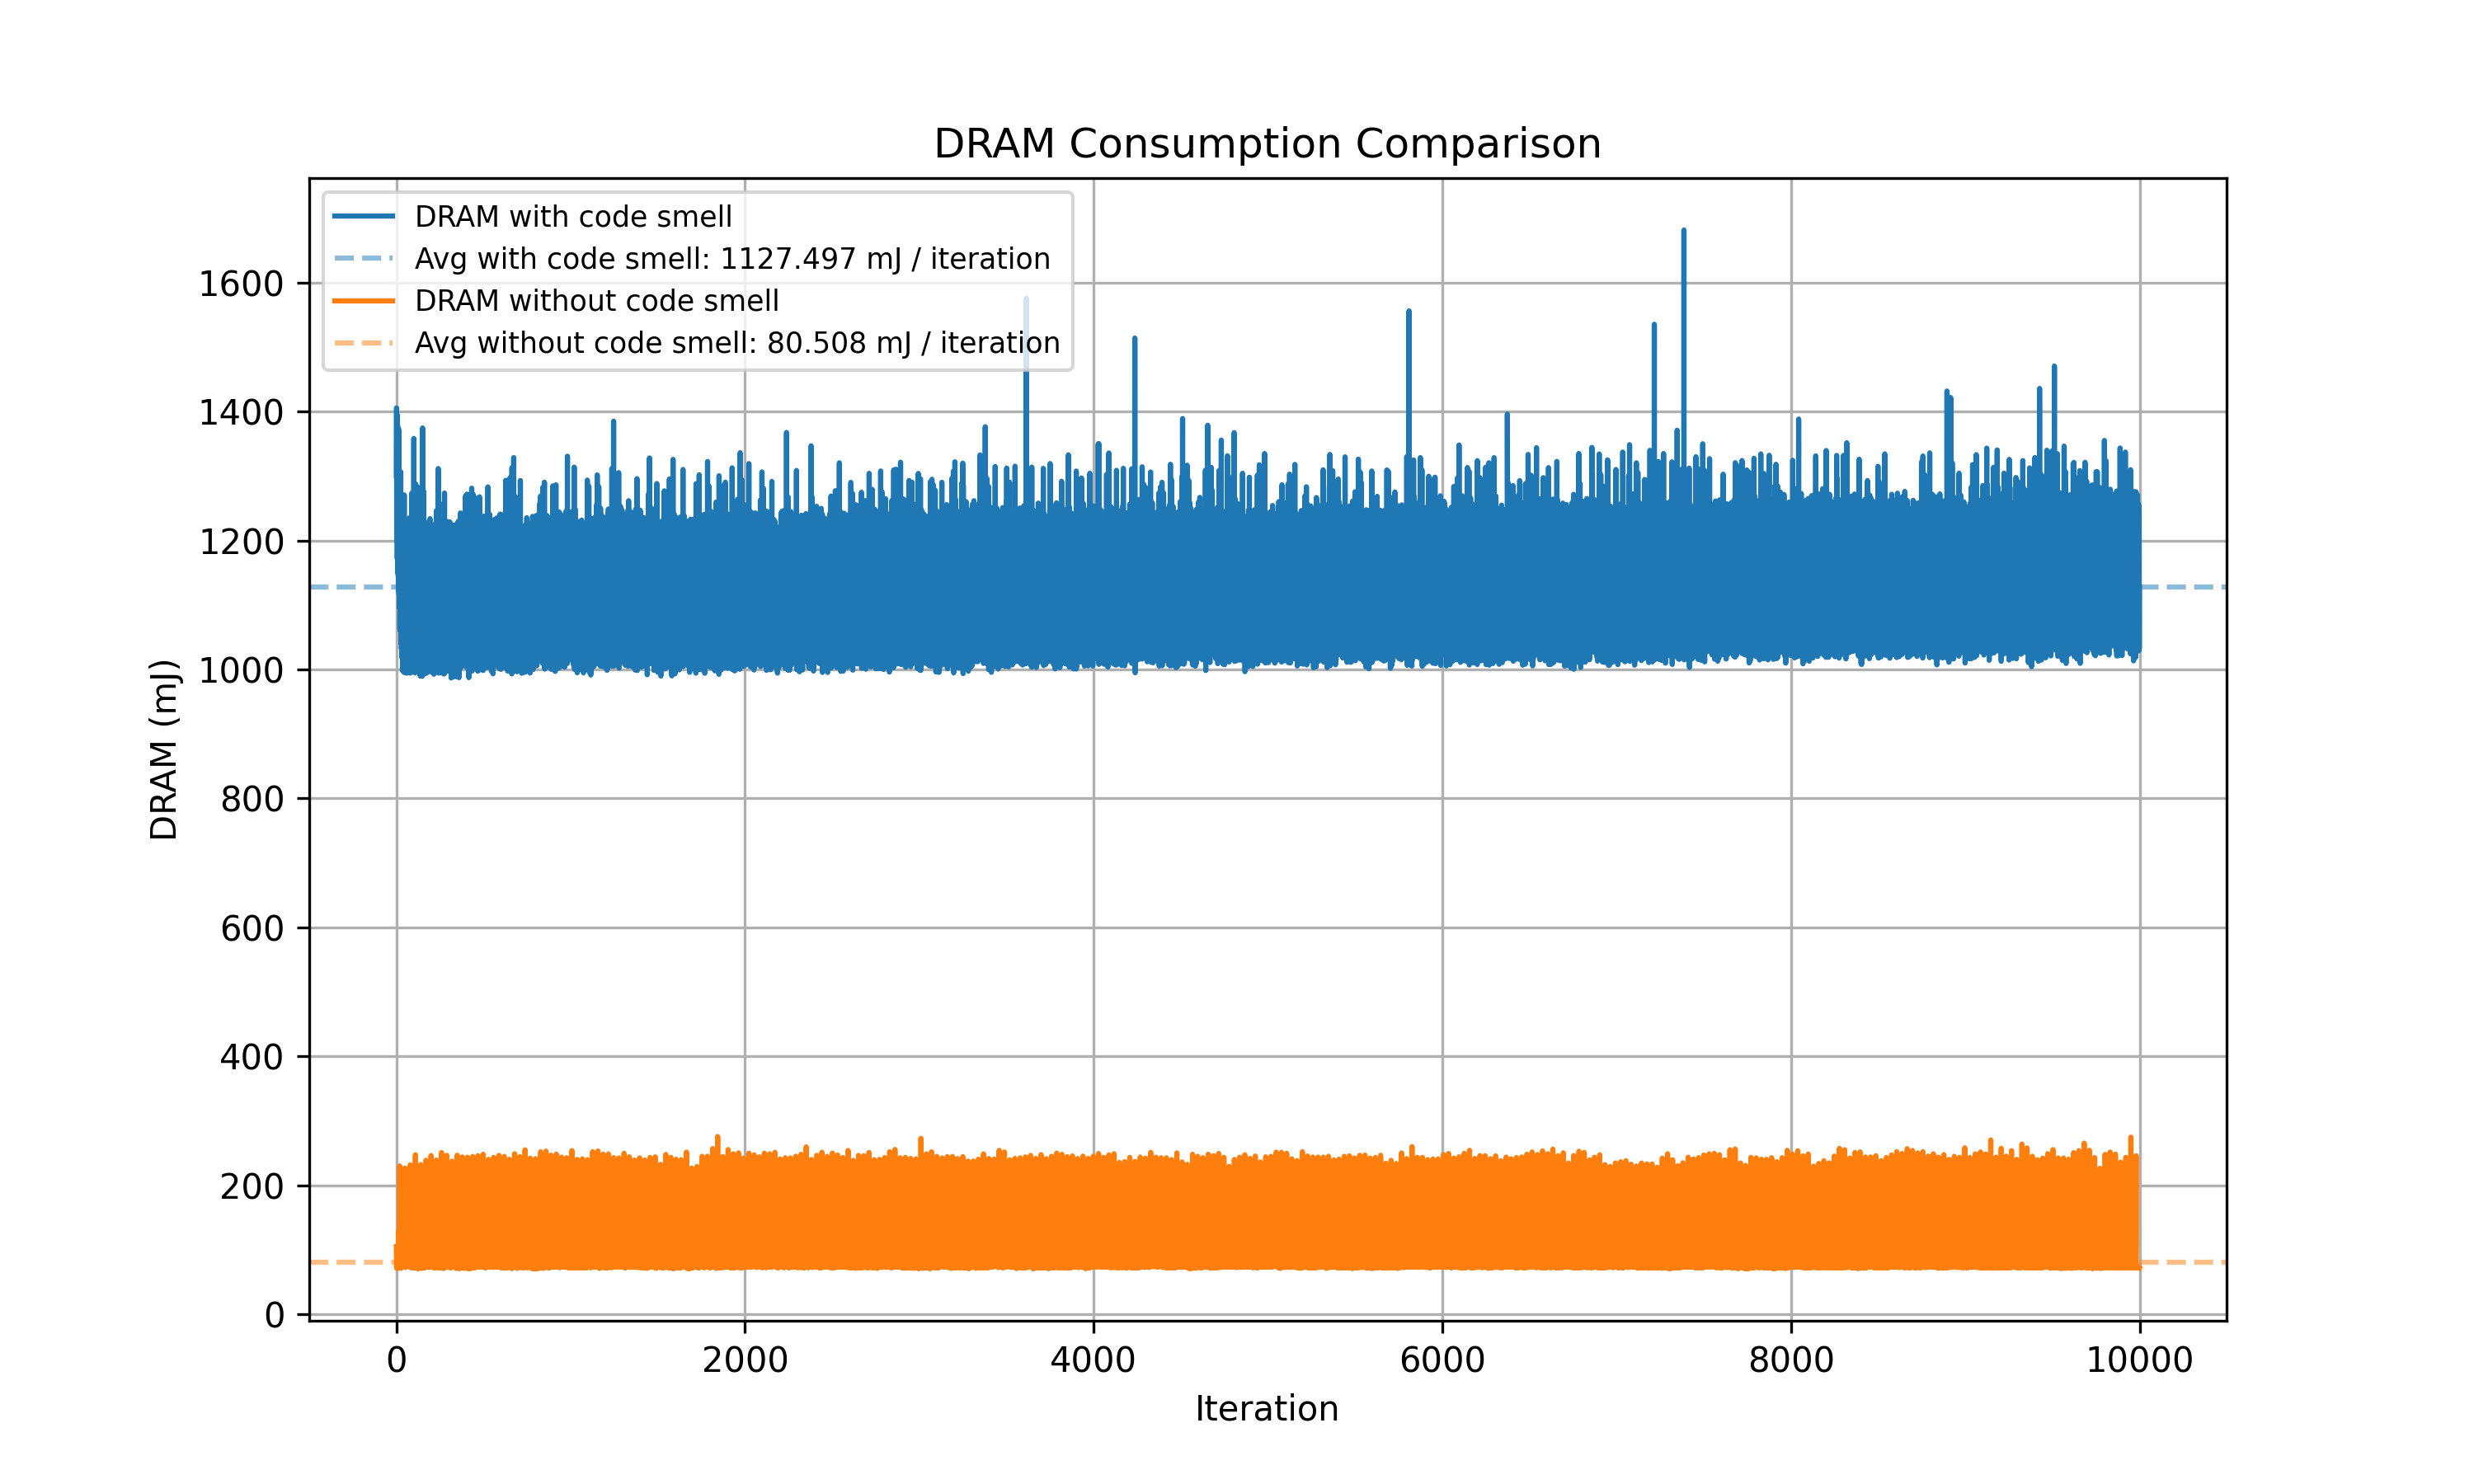 DRAM Consumption Comparison
DRAM with code smell
Avg with code smell: 1127.497 mJ / iteration
DRAM without code smell
Avg without code smell: 80.508 mJ / iteration
1600
1400
1200
1000
800
600
400
200
0
DRAM (mJ)
0 2000 4000 6000 8000 10000
Iteration